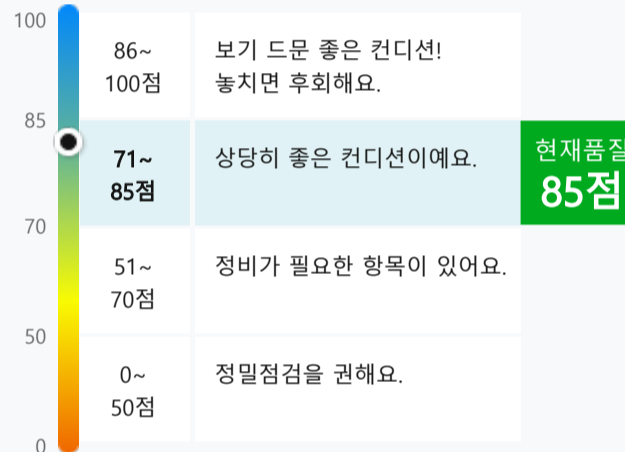 100
86~
100점
보기 드문 좋은 컨디션!
놓치면 후회해요.
85
71~
85점
상당히 좋은 컨디션이예요.
현재품질
85점
70
51~
70점
정비가 필요한 항목이 있어요.
50
0~
50점
정밀점검을 권해요.
0